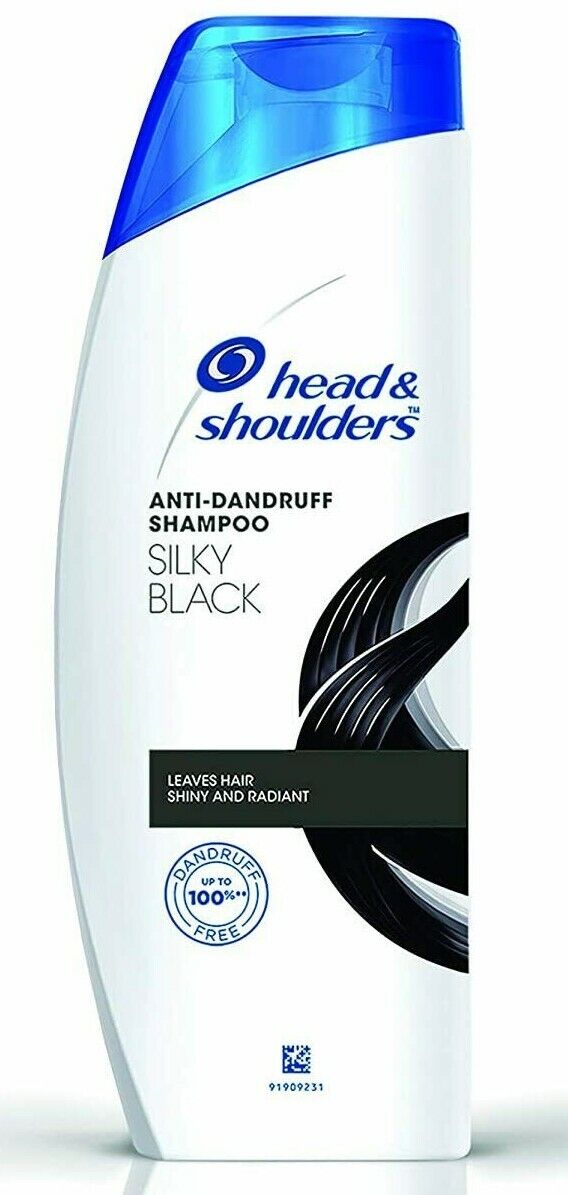 head &
shoulders™
ANTI-DANDRUFF
SHAMPOO
SILKY
BLACK
LEAVES HAIR
SHINY AND RADIANT
DANDRUFF
UP TO
100%**
FREE
91909231